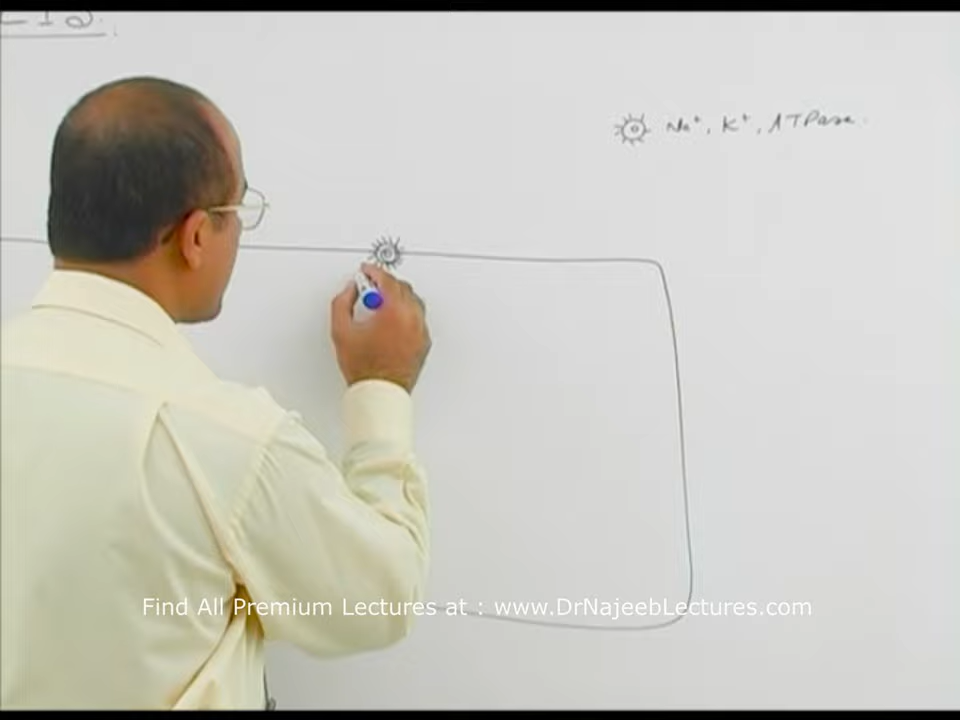 Na⁺, K⁺, ATPase.
Find All Premium Lectures at : www.DrNajeebLectures.com